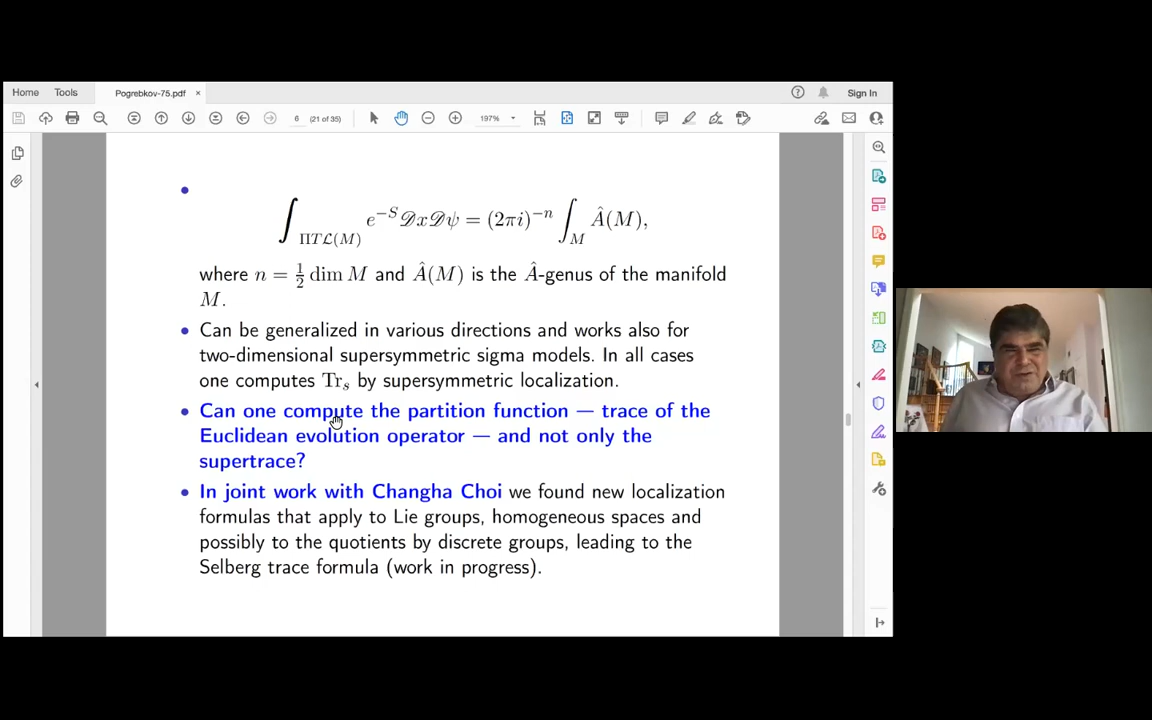 Home Tools Pogrebkov-75.pdf × Sign In
6 (21 of 35) 197%
∫_{ΠTℒ(M)} e^{-S} 𝒟x𝒟ψ = (2πi)^{-n} ∫_M Â(M),
where n = ½ dim M and Â(M) is the Â-genus of the manifold
M.
Can be generalized in various directions and works also for
two-dimensional supersymmetric sigma models. In all cases
one computes Tr_s by supersymmetric localization.
Can one compute the partition function — trace of the
Euclidean evolution operator — and not only the
supertrace?
In joint work with Changha Choi we found new localization
formulas that apply to Lie groups, homogeneous spaces and
possibly to the quotients by discrete groups, leading to the
Selberg trace formula (work in progress).